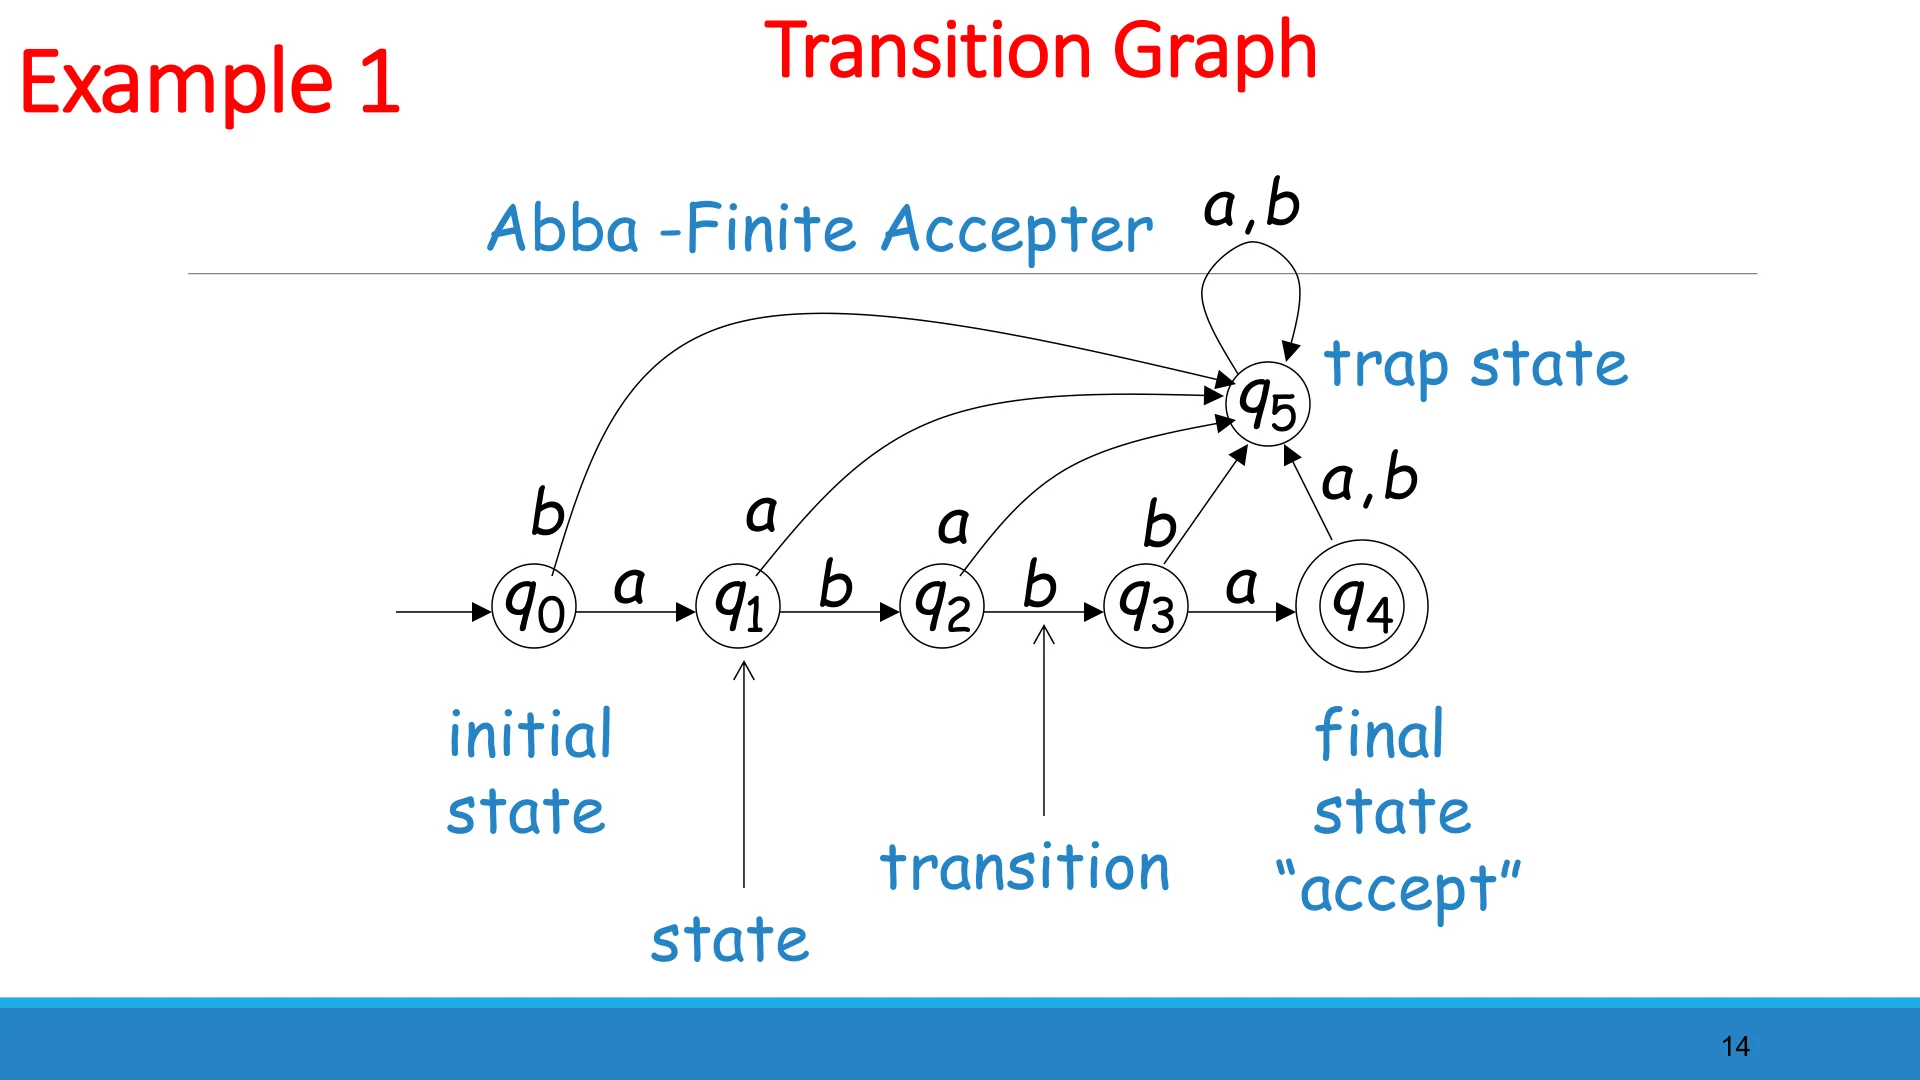 Transition Graph
Example 1
Abba -Finite Accepter
a,b
trap state
q5
a,b
b
a
a
b
q0
a
q1
b
q2
b
q3
a
q4
initial
state
final
state
“accept”
transition
state
14